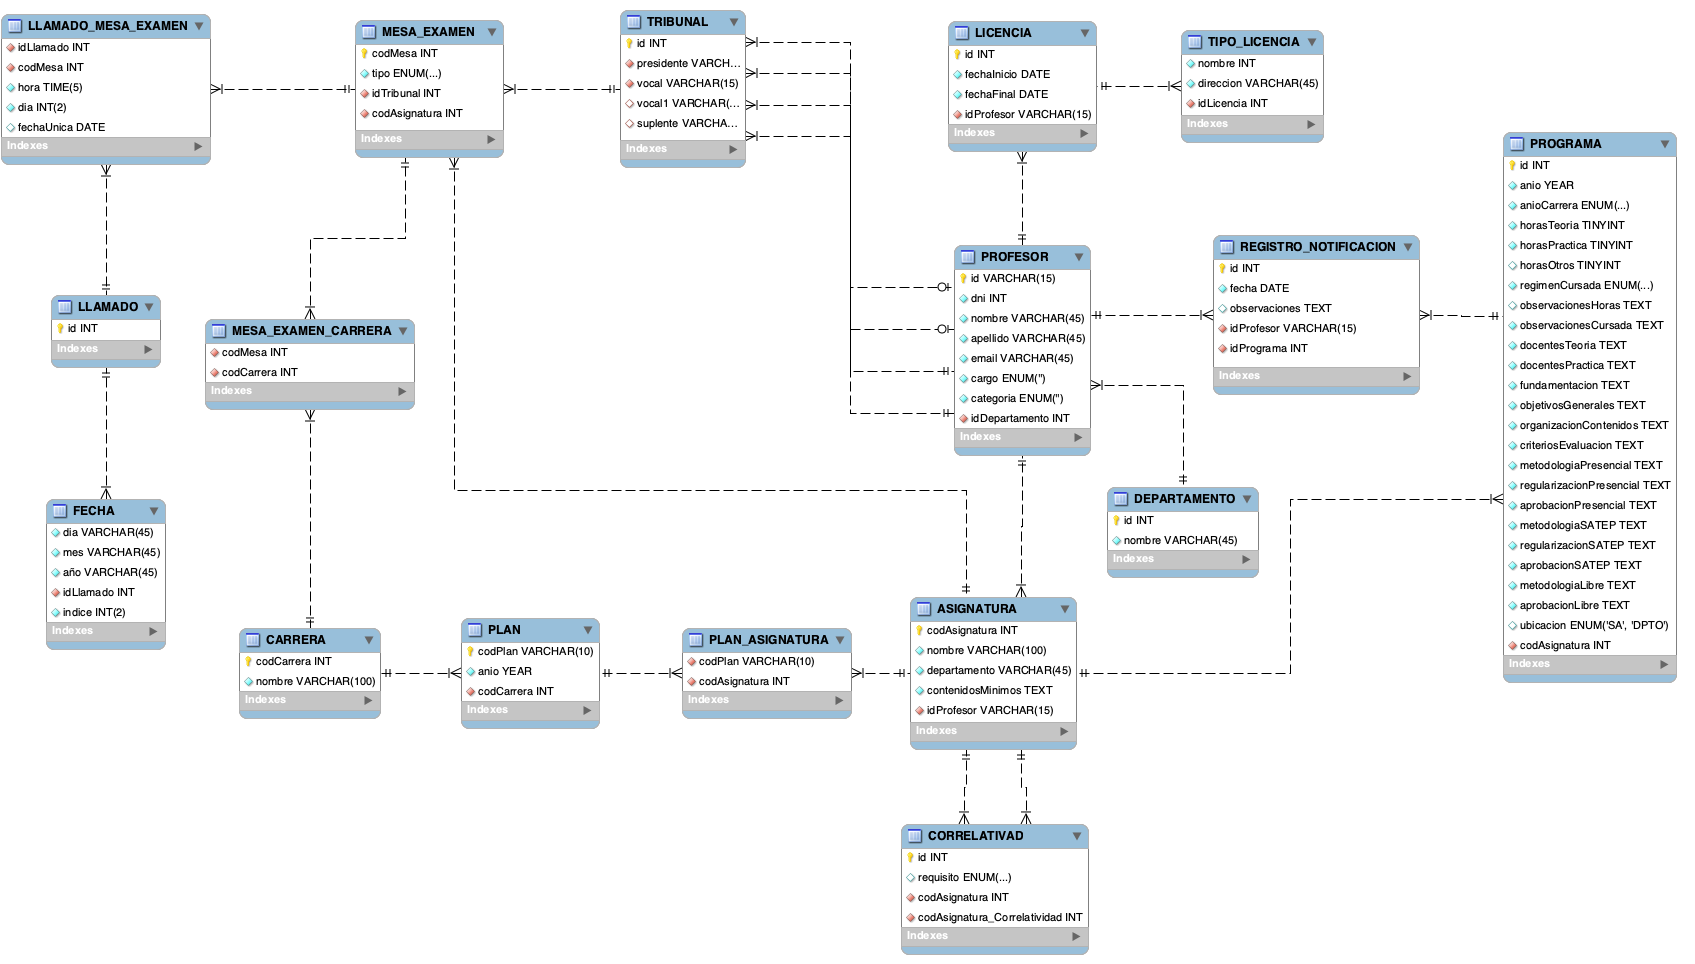 LLAMADO_MESA_EXAMEN
idLlamado INT
codMesa INT
hora TIME(5)
dia INT(2)
fechaUnica DATE
Indexes
MESA_EXAMEN
codMesa INT
tipo ENUM(...)
idTribunal INT
codAsignatura INT
Indexes
TRIBUNAL
id INT
presidente VARCH...
vocal VARCHAR(15)
vocal1 VARCHAR(...
suplente VARCHA...
Indexes
LICENCIA
id INT
fechaInicio DATE
fechaFinal DATE
idProfesor VARCHAR(15)
Indexes
TIPO_LICENCIA
nombre INT
direccion VARCHAR(45)
idLicencia INT
Indexes
PROGRAMA
id INT
anio YEAR
anioCarrera ENUM(...)
horasTeoria TINYINT
horasPractica TINYINT
horasOtros TINYINT
regimenCursada ENUM(...)
observacionesHoras TEXT
observacionesCursada TEXT
docentesTeoria TEXT
docentesPractica TEXT
fundamentacion TEXT
objetivosGenerales TEXT
organizacionContenidos TEXT
criteriosEvaluacion TEXT
metodologiaPresencial TEXT
regularizacionPresencial TEXT
aprobacionPresencial TEXT
metodologiaSATEP TEXT
regularizacionSATEP TEXT
aprobacionSATEP TEXT
metodologiaLibre TEXT
aprobacionLibre TEXT
ubicacion ENUM('SA', 'DPTO')
codAsignatura INT
Indexes
PROFESOR
id VARCHAR(15)
dni INT
nombre VARCHAR(45)
apellido VARCHAR(45)
email VARCHAR(45)
cargo ENUM('')
categoria ENUM('')
idDepartamento INT
Indexes
REGISTRO_NOTIFICACION
id INT
fecha DATE
observaciones TEXT
idProfesor VARCHAR(15)
idPrograma INT
Indexes
LLAMADO
id INT
Indexes
MESA_EXAMEN_CARRERA
codMesa INT
codCarrera INT
Indexes
DEPARTAMENTO
id INT
nombre VARCHAR(45)
Indexes
FECHA
dia VARCHAR(45)
mes VARCHAR(45)
año VARCHAR(45)
idLlamado INT
indice INT(2)
Indexes
CARRERA
codCarrera INT
nombre VARCHAR(100)
Indexes
PLAN
codPlan VARCHAR(10)
anio YEAR
codCarrera INT
Indexes
PLAN_ASIGNATURA
codPlan VARCHAR(10)
codAsignatura INT
Indexes
ASIGNATURA
codAsignatura INT
nombre VARCHAR(100)
departamento VARCHAR(45)
contenidosMinimos TEXT
idProfesor VARCHAR(15)
Indexes
CORRELATIVAD
id INT
requisito ENUM(...)
codAsignatura INT
codAsignatura_Correlatividad INT
Indexes